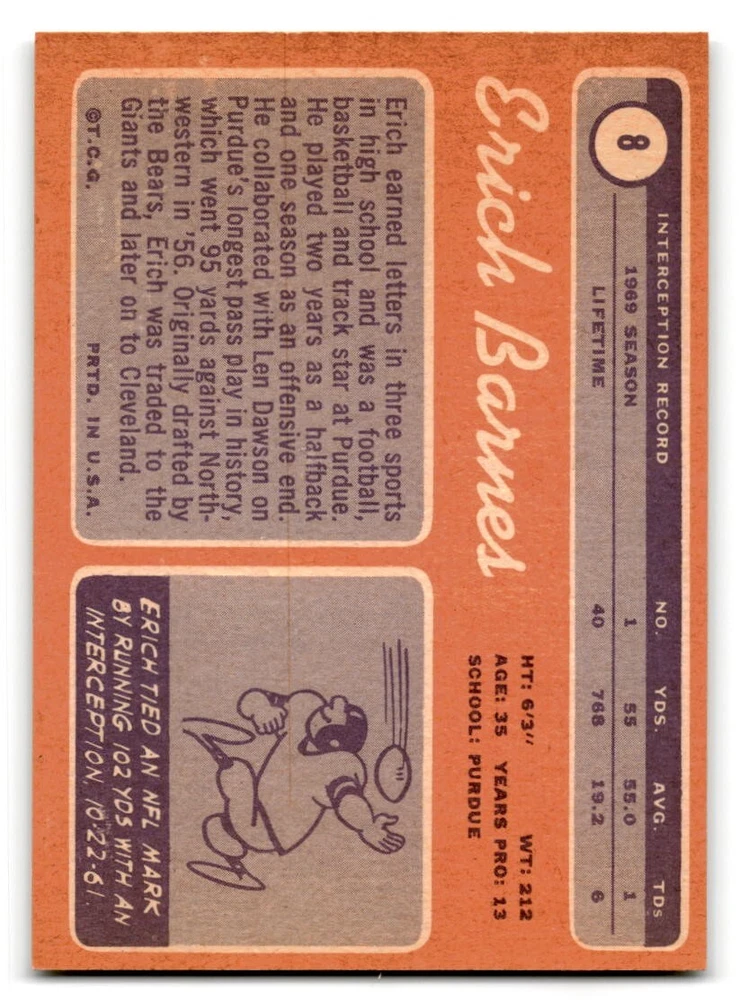 8
INTERCEPTION RECORD NO. YDS. AVG. TDs
1969 SEASON 1 55 55.0 1
LIFETIME 40 768 19.2 6
Erich Barnes
HT: 6'3" WT: 212
AGE: 35 YEARS PRO: 13
SCHOOL: PURDUE
Erich earned letters in three sports
in high school and was a football,
basketball and track star at Purdue.
He played two years as a halfback
and one season as an offensive end.
He collaborated with Len Dawson on
Purdue's longest pass play in history,
which went 95 yards against North-
western in '56. Originally drafted by
the Bears, Erich was traded to the
Giants and later on to Cleveland.
©T.C.G. PRTD. IN U.S.A.
ERICH TIED AN NFL MARK
BY RUNNING 102 YDS WITH AN
INTERCEPTION, 10·22·61.